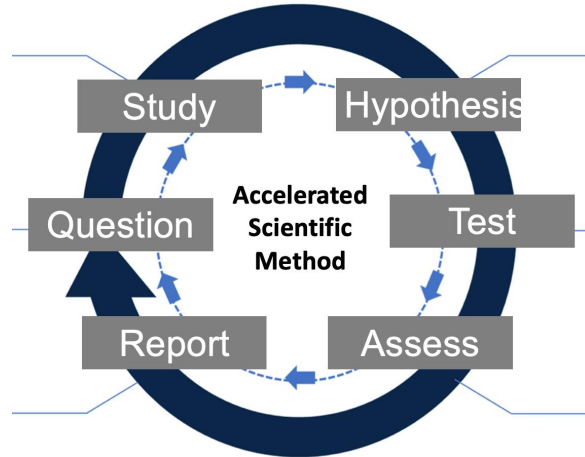 Study
Hypothesis
Accelerated
Scientific
Method
Question
Test
Report
Assess